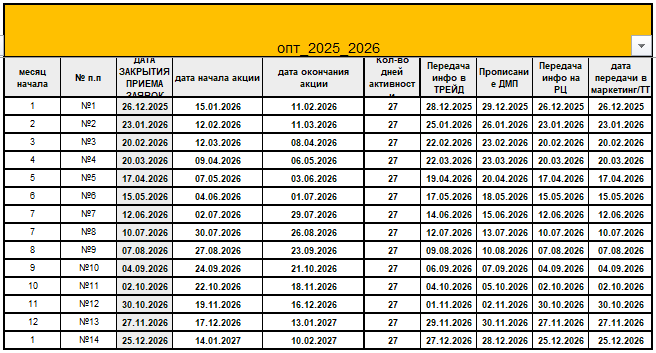 опт_2025_2026
месяц начала № п.п ДАТА ЗАКРЫТИЯ ПРИЕМА ЗАЯВОК дата начала акции дата окончания акции Кол-во дней активности Передача инфо в ТРЕЙД Прописание ДМП Передача инфо на РЦ дата передачи в маркетинг/ТТ
1 №1 26.12.2025 15.01.2026 11.02.2026 27 28.12.2025 29.12.2025 26.12.2025 26.12.2025
2 №2 23.01.2026 12.02.2026 11.03.2026 27 25.01.2026 26.01.2026 23.01.2026 23.01.2026
3 №3 20.02.2026 12.03.2026 08.04.2026 27 22.02.2026 23.02.2026 20.02.2026 20.02.2026
4 №4 20.03.2026 09.04.2026 06.05.2026 27 22.03.2026 23.03.2026 20.03.2026 20.03.2026
5 №5 17.04.2026 07.05.2026 03.06.2026 27 19.04.2026 20.04.2026 17.04.2026 17.04.2026
6 №6 15.05.2026 04.06.2026 01.07.2026 27 17.05.2026 18.05.2026 15.05.2026 15.05.2026
7 №7 12.06.2026 02.07.2026 29.07.2026 27 14.06.2026 15.06.2026 12.06.2026 12.06.2026
7 №8 10.07.2026 30.07.2026 26.08.2026 27 12.07.2026 13.07.2026 10.07.2026 10.07.2026
8 №9 07.08.2026 27.08.2026 23.09.2026 27 09.08.2026 10.08.2026 07.08.2026 07.08.2026
9 №10 04.09.2026 24.09.2026 21.10.2026 27 06.09.2026 07.09.2026 04.09.2026 04.09.2026
10 №11 02.10.2026 22.10.2026 18.11.2026 27 04.10.2026 05.10.2026 02.10.2026 02.10.2026
11 №12 30.10.2026 19.11.2026 16.12.2026 27 01.11.2026 02.11.2026 30.10.2026 30.10.2026
12 №13 27.11.2026 17.12.2026 13.01.2027 27 29.11.2026 30.11.2026 27.11.2026 27.11.2026
1 №14 25.12.2026 14.01.2027 10.02.2027 27 27.12.2026 28.12.2026 25.12.2026 25.12.2026